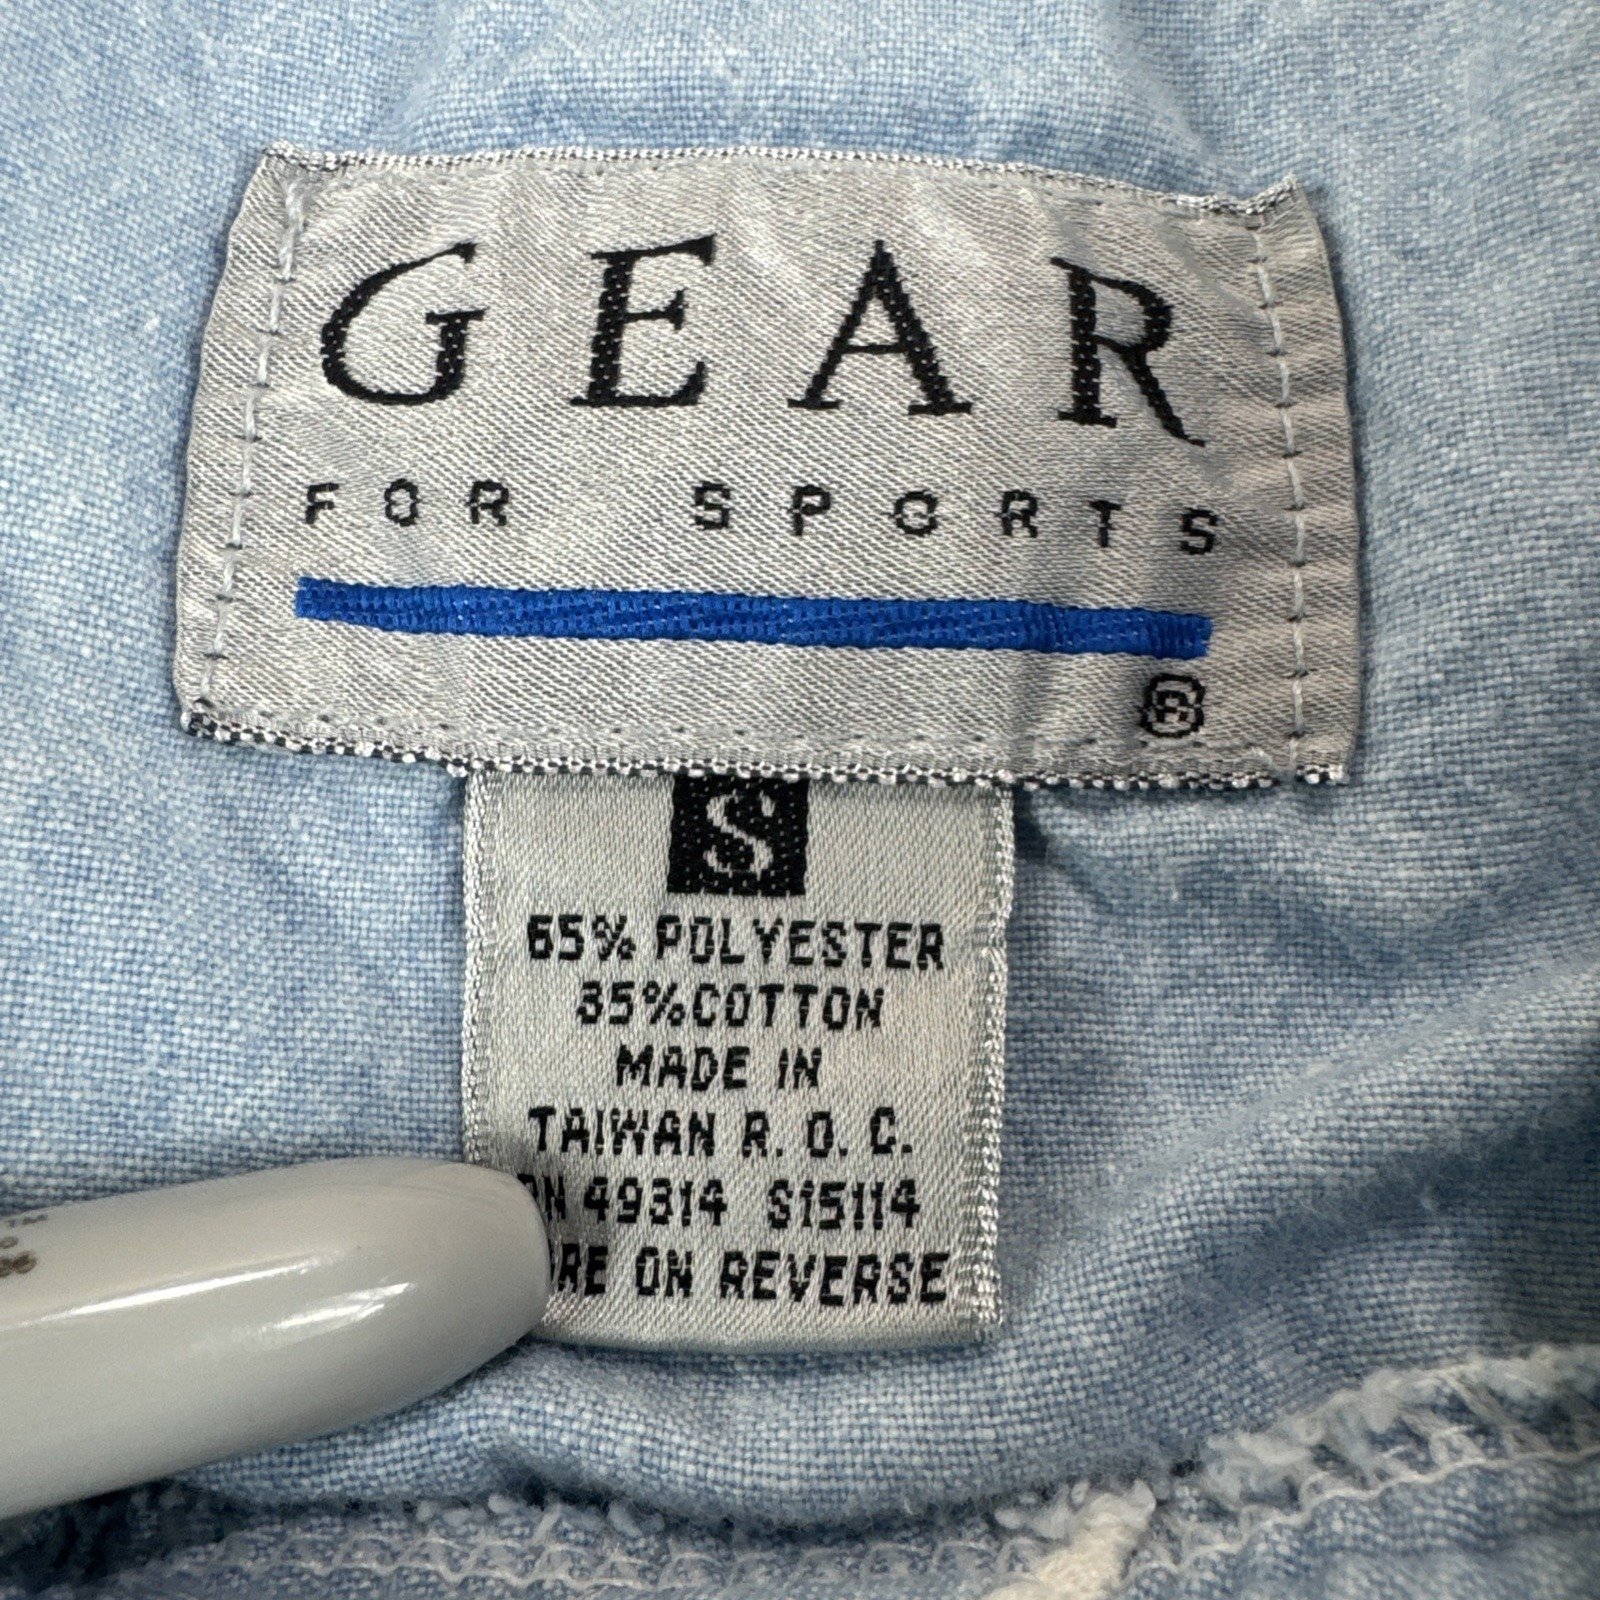 GEAR
FOR SPORTS
®
S
65% POLYESTER
35%COTTON
MADE IN
TAIWAN R.O.C.
49314 S15114
ON REVERSE